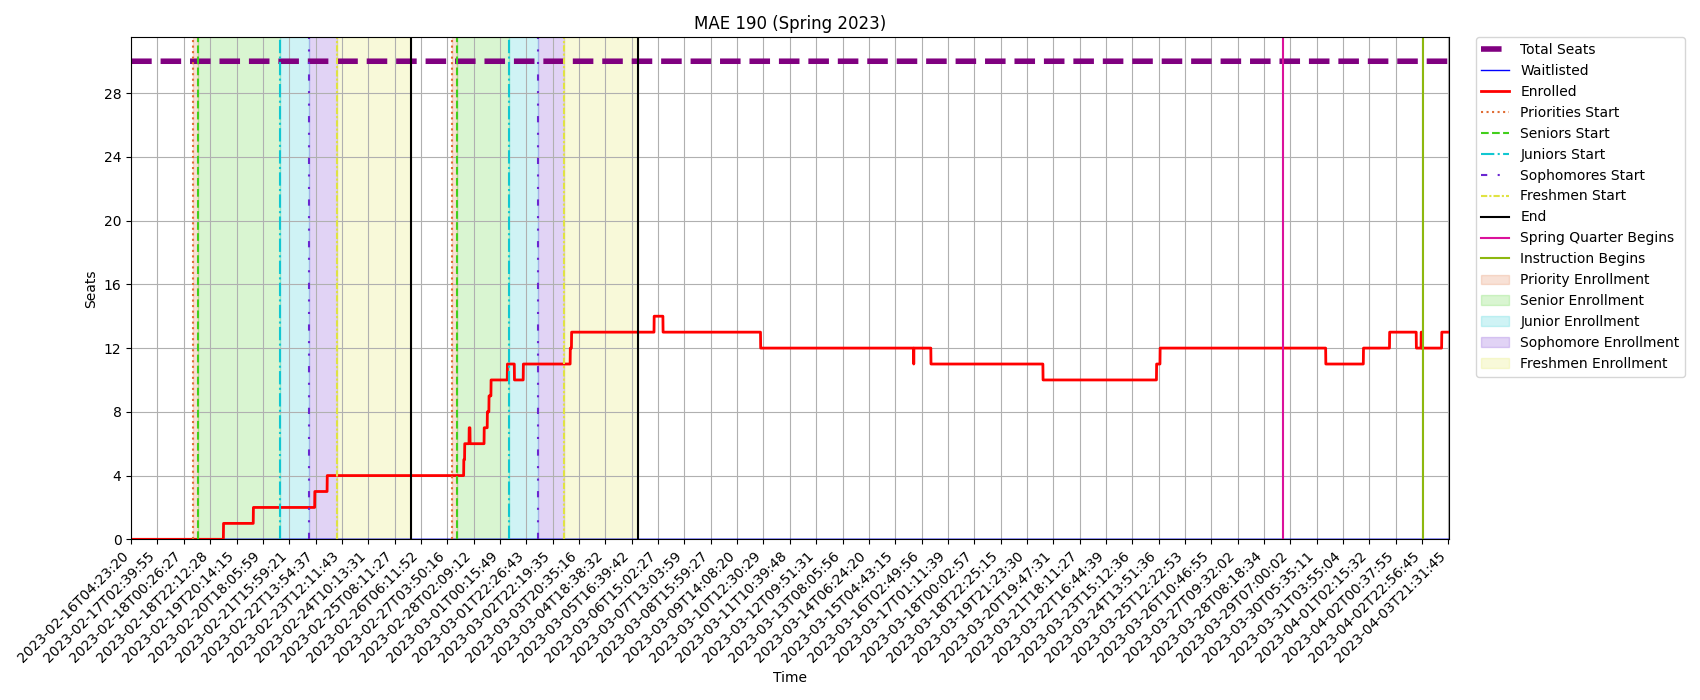 MAE 190 (Spring 2023)
Seats
28
24
20
16
12
8
4
0
2023-02-16T04:23:20
2023-02-17T02:39:55
2023-02-18T00:26:27
2023-02-18T22:12:28
2023-02-19T20:14:15
2023-02-20T18:05:59
2023-02-21T15:59:21
2023-02-22T13:54:37
2023-02-23T12:11:43
2023-02-24T10:13:31
2023-02-25T08:11:27
2023-02-26T06:11:52
2023-02-27T03:50:16
2023-02-28T02:09:12
2023-03-01T00:15:49
2023-03-01T22:26:43
2023-03-02T22:19:35
2023-03-03T20:35:16
2023-03-04T18:38:32
2023-03-05T16:39:42
2023-03-06T15:02:27
2023-03-07T13:03:59
2023-03-08T15:59:27
2023-03-09T14:08:20
2023-03-10T12:30:29
2023-03-11T10:39:48
2023-03-12T09:51:31
2023-03-13T08:05:56
2023-03-14T06:24:20
2023-03-15T04:43:15
2023-03-16T02:49:56
2023-03-17T01:11:39
2023-03-18T00:02:57
2023-03-18T22:25:15
2023-03-19T21:23:30
2023-03-20T19:47:31
2023-03-21T18:11:27
2023-03-22T16:44:39
2023-03-23T15:12:36
2023-03-24T13:51:36
2023-03-25T12:22:53
2023-03-26T10:46:55
2023-03-27T09:32:02
2023-03-28T08:18:34
2023-03-29T07:00:02
2023-03-30T05:35:11
2023-03-31T03:55:04
2023-04-01T02:15:32
2023-04-02T00:37:55
2023-04-02T22:56:45
2023-04-03T21:31:45
Time
Total Seats
Waitlisted
Enrolled
Priorities Start
Seniors Start
Juniors Start
Sophomores Start
Freshmen Start
End
Spring Quarter Begins
Instruction Begins
Priority Enrollment
Senior Enrollment
Junior Enrollment
Sophomore Enrollment
Freshmen Enrollment